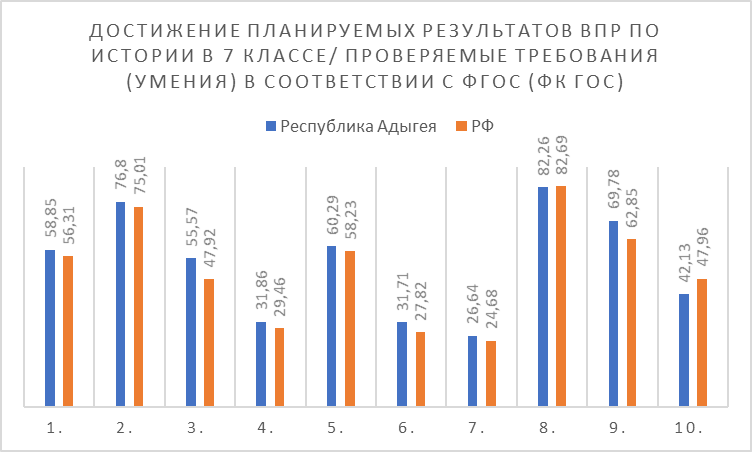 ДОСТИЖЕНИЕ ПЛАНИРУЕМЫХ РЕЗУЛЬТАТОВ ВПР ПО
ИСТОРИИ В 7 КЛАССЕ/ ПРОВЕРЯЕМЫЕ ТРЕБОВАНИЯ
(УМЕНИЯ) В СООТВЕТСТВИИ С ФГОС (ФК ГОС)
Республика Адыгея РФ
58,85 56,31 76,8 75,01 55,57 47,92 31,86 29,46 60,29 58,23 31,71 27,82 26,64 24,68 82,26 82,69 69,78 62,85 42,13 47,96
1. 2. 3. 4. 5. 6. 7. 8. 9. 10.